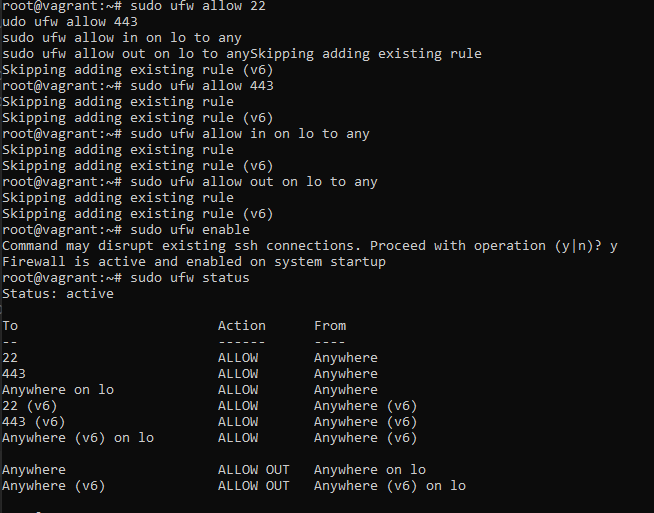 root@vagrant:~# sudo ufw allow 22
udo ufw allow 443
sudo ufw allow in on lo to any
sudo ufw allow out on lo to anySkipping adding existing rule
Skipping adding existing rule (v6)
root@vagrant:~# sudo ufw allow 443
Skipping adding existing rule
Skipping adding existing rule (v6)
root@vagrant:~# sudo ufw allow in on lo to any
Skipping adding existing rule
Skipping adding existing rule (v6)
root@vagrant:~# sudo ufw allow out on lo to any
Skipping adding existing rule
Skipping adding existing rule (v6)
root@vagrant:~# sudo ufw enable
Command may disrupt existing ssh connections. Proceed with operation (y|n)? y
Firewall is active and enabled on system startup
root@vagrant:~# sudo ufw status
Status: active

To                         Action      From
--                         ------      ----
22                         ALLOW       Anywhere
443                        ALLOW       Anywhere
Anywhere on lo             ALLOW       Anywhere
22 (v6)                    ALLOW       Anywhere (v6)
443 (v6)                   ALLOW       Anywhere (v6)
Anywhere (v6) on lo        ALLOW       Anywhere (v6)

Anywhere                   ALLOW OUT   Anywhere on lo
Anywhere (v6)              ALLOW OUT   Anywhere (v6) on lo